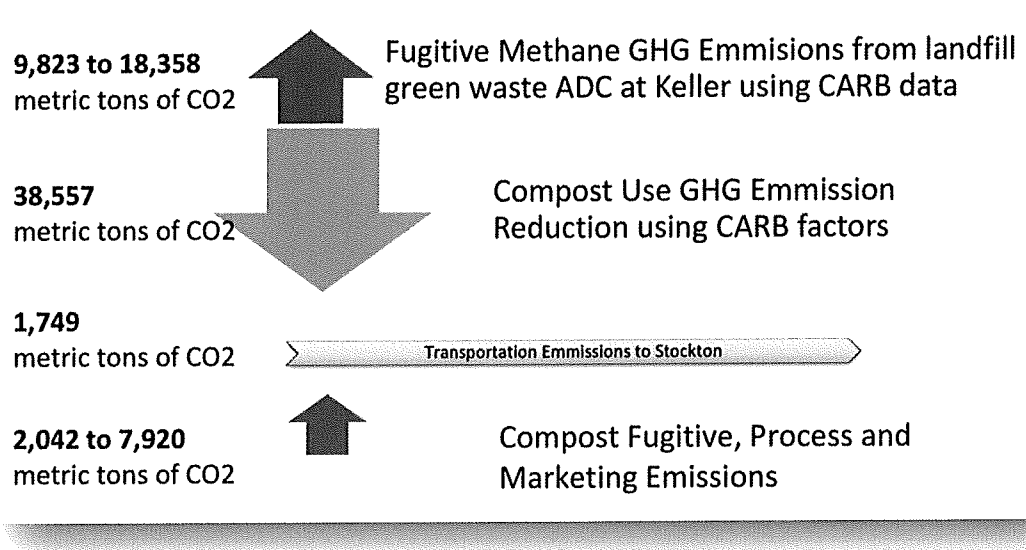 9,823 to 18,358
metric tons of CO2
Fugitive Methane GHG Emmisions from landfill
green waste ADC at Keller using CARB data
38,557
metric tons of CO2
Compost Use GHG Emmission
Reduction using CARB factors
1,749
metric tons of CO2
Transportation Emmissions to Stockton
2,042 to 7,920
metric tons of CO2
Compost Fugitive, Process and
Marketing Emissions